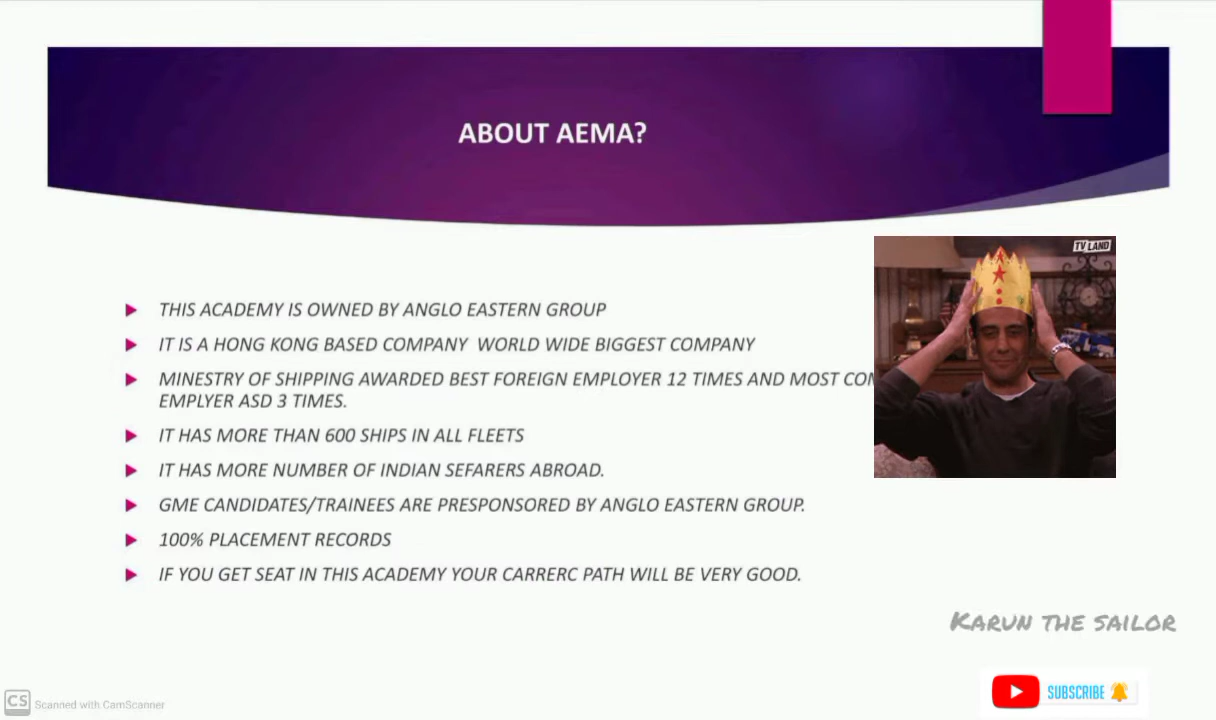 ABOUT AEMA?
TV LAND
THIS ACADEMY IS OWNED BY ANGLO EASTERN GROUP
IT IS A HONG KONG BASED COMPANY WORLD WIDE BIGGEST COMPANY
MINESTRY OF SHIPPING AWARDED BEST FOREIGN EMPLOYER 12 TIMES AND MOST
EMPLYER ASD 3 TIMES.
IT HAS MORE THAN 600 SHIPS IN ALL FLEETS
IT HAS MORE NUMBER OF INDIAN SEFARERS ABROAD.
GME CANDIDATES/TRAINEES ARE PRESPONSORED BY ANGLO EASTERN GROUP.
100% PLACEMENT RECORDS
IF YOU GET SEAT IN THIS ACADEMY YOUR CARRERC PATH WILL BE VERY GOOD.
KARUN THE SAILOR
SUBSCRIBE
CS Scanned with CamScanner